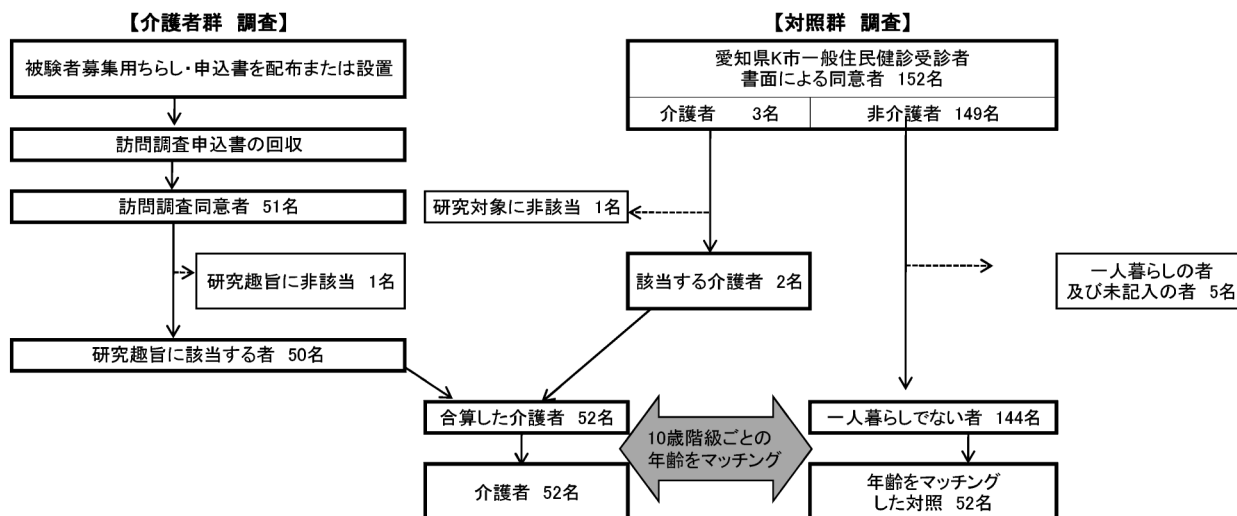 【介護者群 調査】
被験者募集用ちらし・申込書を配布または設置
訪問調査申込書の回収
訪問調査同意者 51名
研究趣旨に非該当 1名
研究趣旨に該当する者 50名
【対照群 調査】
愛知県K市一般住民健診受診者
書面による同意者 152名
介護者 3名
非介護者 149名
研究対象に非該当 1名
該当する介護者 2名
一人暮らしの者
及び未記入の者 5名
合算した介護者 52名
10歳階級ごとの
年齢をマッチング
一人暮らしでない者 144名
介護者 52名
年齢をマッチング
した対照 52名